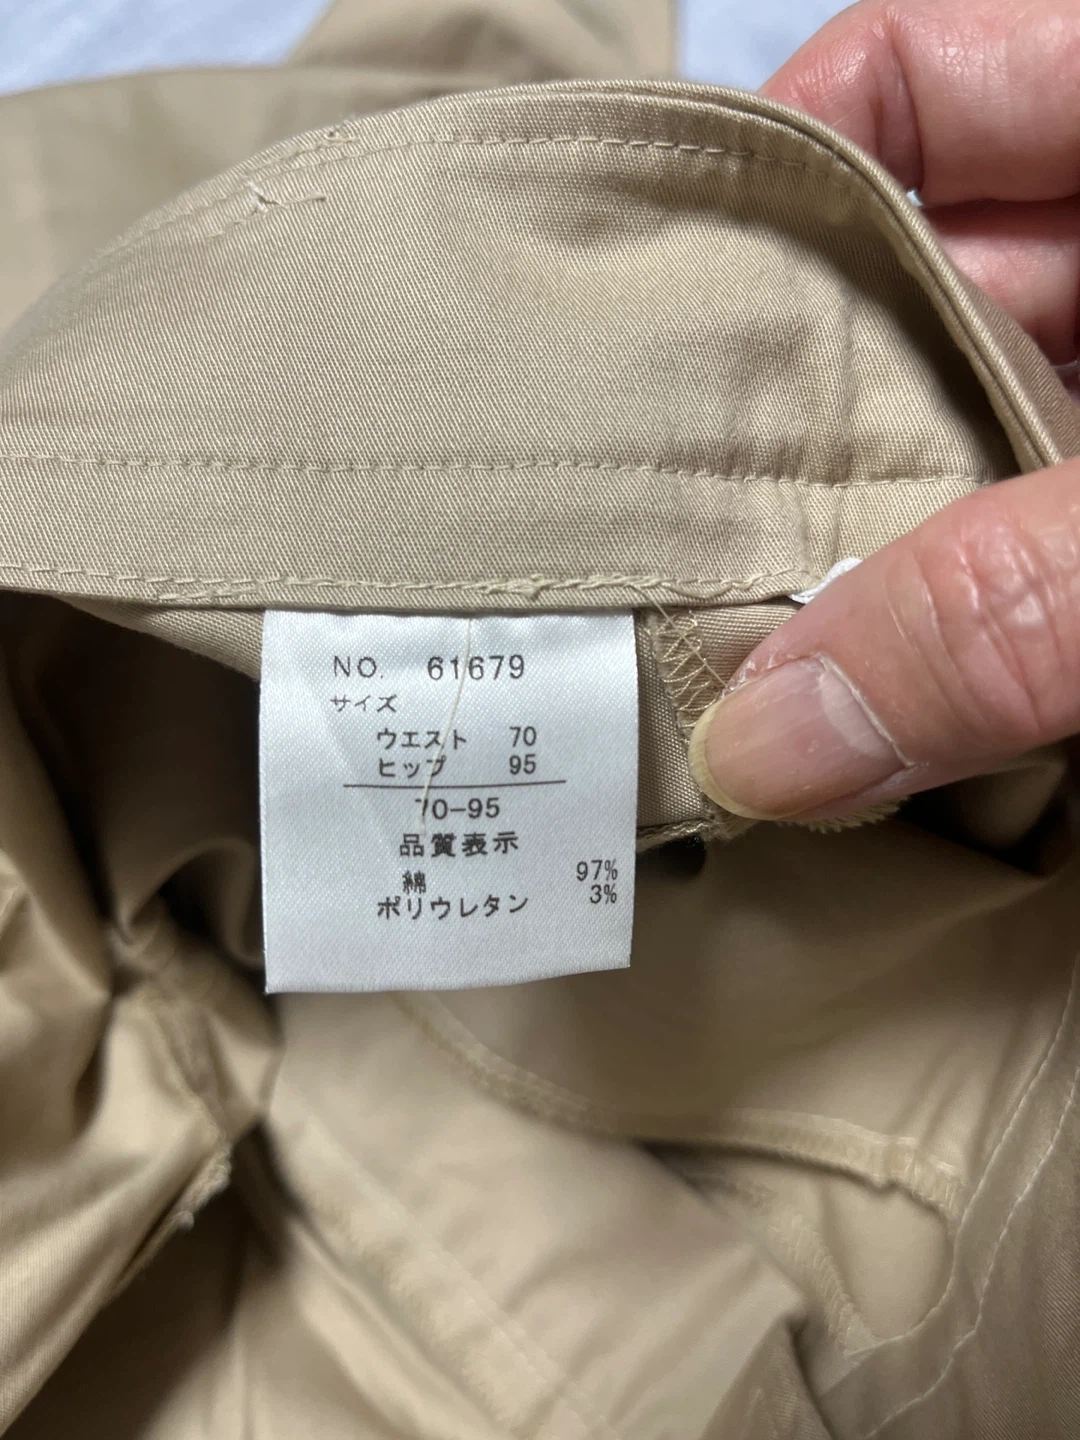 NO. 61679
サイズ
ウエスト 70
ヒップ 95
70-95
品質表示
綿 97%
ポリウレタン 3%